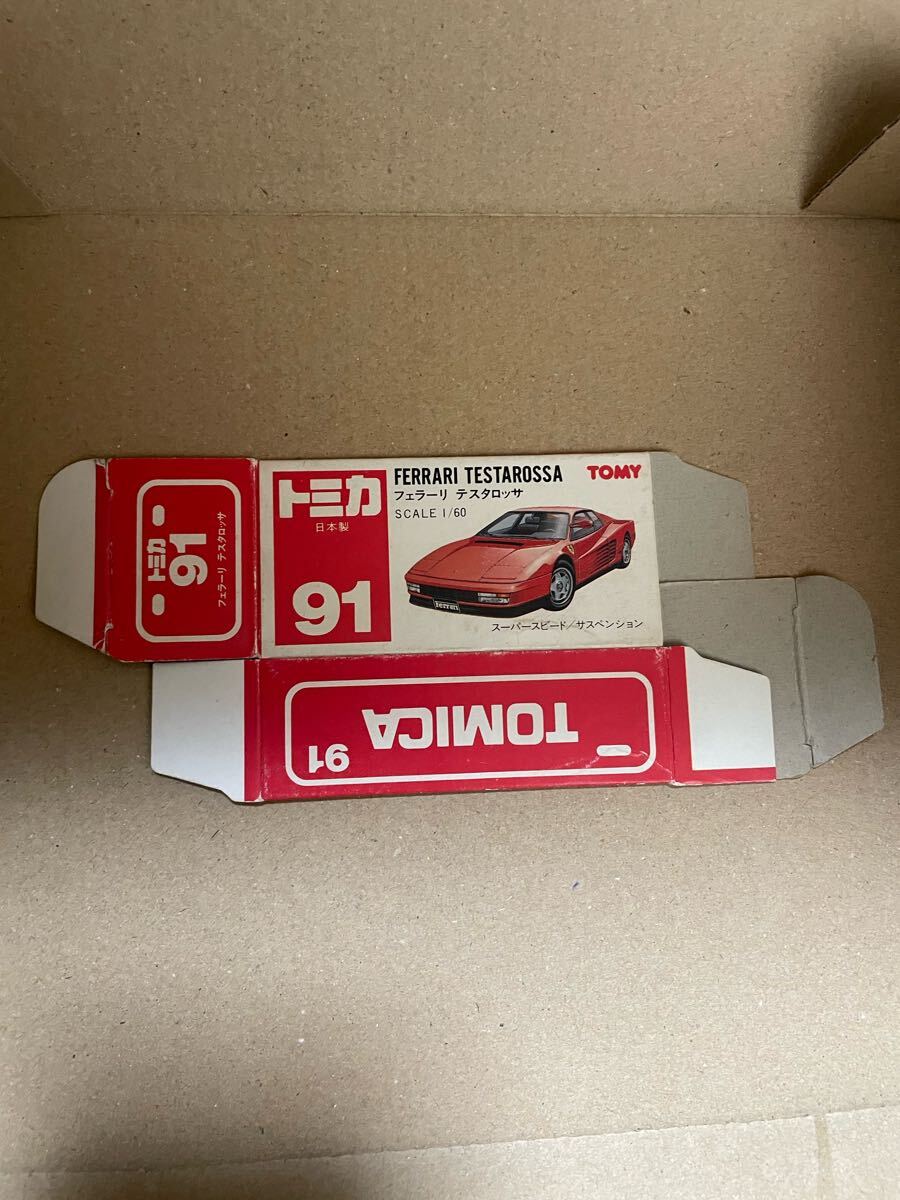 トミカ
91
フェラーリ テスタロッサ
トミカ
日本製
91
FERRARI TESTAROSSA
フェラーリ テスタロッサ
SCALE 1/60
TOMY
ferrari
スーパースピード/サスペンション
TOMICA
91